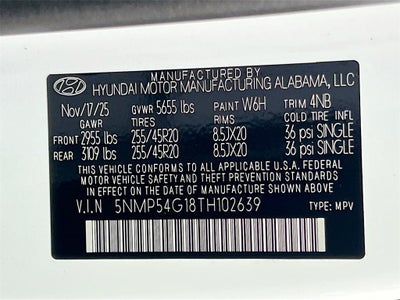 MANUFACTURED BY
HYUNDAI MOTOR MANUFACTURING ALABAMA, LLC
Nov/17/25 GVWR 5655 lbs PAINT W6H TRIM 4NB
GAWR TIRES RIMS COLD TIRE INFL
FRONT 2955 lbs 255/45R20 8.5JX20 36 psi SINGLE
REAR 3109 lbs 255/45R20 8.5JX20 36 psi SINGLE
THIS VEHICLE CONFORMS TO ALL APPLICABLE FEDERAL
MOTOR VEHICLE SAFETY AND THEFT PREVENTION STANDARDS
IN EFFECT ON THE DATE OF MANUFACTURE SHOWN ABOVE.
V.I.N 5NMP54G18TH102639 TYPE: MPV